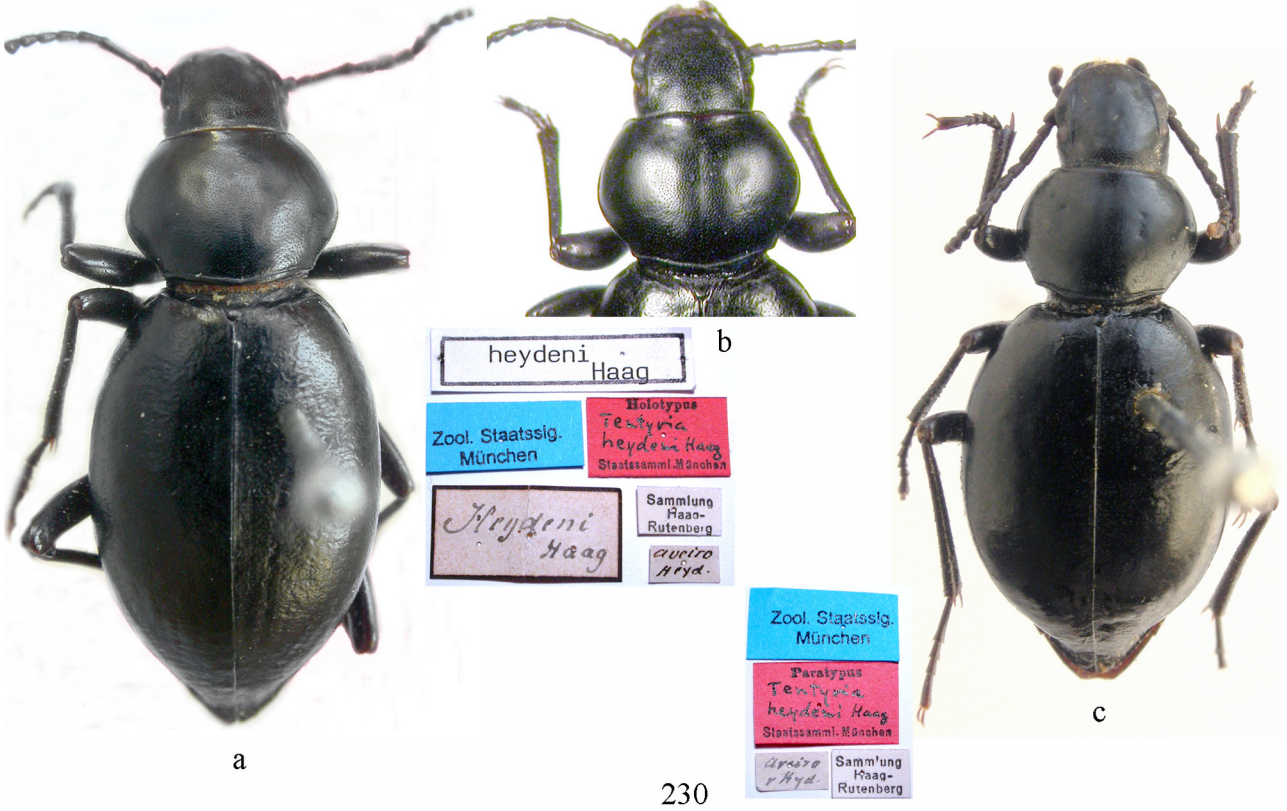 b
heydeni
Haag
Zool. Staatsslg.
München
Holotypus
Tentyria
heydeni Haag
Staatssamml. München
Heydeni
Haag
Sammlung
Haag-
Rutenberg
aveiro
Heyd.
Zool. Staatsslg.
München
Paratypus
Tentyria
heydeni Haag
Staatssamml. München
aveiro
v Hyd.
Sammlung
Haag-
Rutenberg
a
c
230